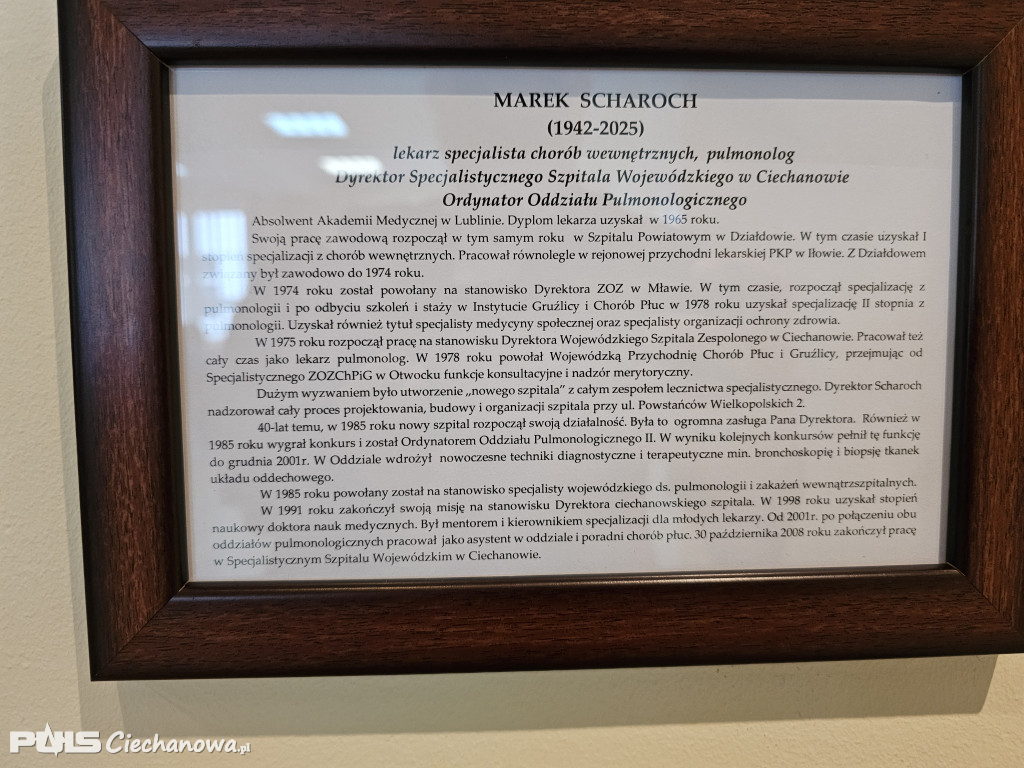 MAREK SCHAROCH
(1942-2025)
lekarz specjalista chorób wewnętrznych, pulmonolog
Dyrektor Specjalistycznego Szpitala Wojewódzkiego w Ciechanowie
Ordynator Oddziału Pulmonologicznego
Absolwent Akademii Medycznej w Lublinie. Dyplom lekarza uzyskał w 1965 roku.
Swoją pracę zawodową rozpoczął w tym samym roku w Szpitalu Powiatowym w Działdowie. W tym czasie uzyskał I
stopień specjalizacji z chorób wewnętrznych. Pracował równolegle w rejonowej przychodni lekarskiej PKP w Iłowie. Z Działdowem
związany był zawodowo do 1974 roku.
W 1974 roku został powołany na stanowisko Dyrektora ZOZ w Mławie. W tym czasie, rozpoczął specjalizację z
pulmonologii i po odbyciu szkoleń i staży w Instytucie Gruźlicy i Chorób Płuc w 1978 roku uzyskał specjalizację II stopnia z
pulmonologii. Uzyskał również tytuł specjalisty medycyny społecznej oraz specjalisty organizacji ochrony zdrowia.
W 1975 roku rozpoczął pracę na stanowisku Dyrektora Wojewódzkiego Szpitala Zespolonego w Ciechanowie. Pracował też
cały czas jako lekarz pulmonolog. W 1978 roku powołał Wojewódzką Przychodnię Chorób Płuc i Gruźlicy, przejmując od
Specjalistycznego ZOZChPiG w Otwocku funkcje konsultacyjne i nadzór merytoryczny.
Dużym wyzwaniem było utworzenie „nowego szpitala” z całym zespołem lecznictwa specjalistycznego. Dyrektor Scharoch
nadzorował cały proces projektowania, budowy i organizacji szpitala przy ul. Powstańców Wielkopolskich 2.
40-lat temu, w 1985 roku nowy szpital rozpoczął swoją działalność. Była to ogromna zasługa Pana Dyrektora. Również w
1985 roku wygrał konkurs i został Ordynatorem Oddziału Pulmonologicznego II. W wyniku kolejnych konkursów pełnił tę funkcję
do grudnia 2001r. W Oddziale wdrożył nowoczesne techniki diagnostyczne i terapeutyczne min. bronchoskopię i biopsję tkanek
układu oddechowego.
W 1985 roku powołany został na stanowisko specjalisty wojewódzkiego ds. pulmonologii i zakażeń wewnątrzszpitalnych.
W 1991 roku zakończył swoją misję na stanowisku Dyrektora ciechanowskiego szpitala. W 1998 roku uzyskał stopień
naukowy doktora nauk medycznych. Był mentorem i kierownikiem specjalizacji dla młodych lekarzy. Od 2001r. po połączeniu obu
oddziałów pulmonologicznych pracował jako asystent w oddziale i poradni chorób płuc. 30 października 2008 roku zakończył pracę
w Specjalistycznym Szpitalu Wojewódzkim w Ciechanowie.
PULS Ciechanowa.pl